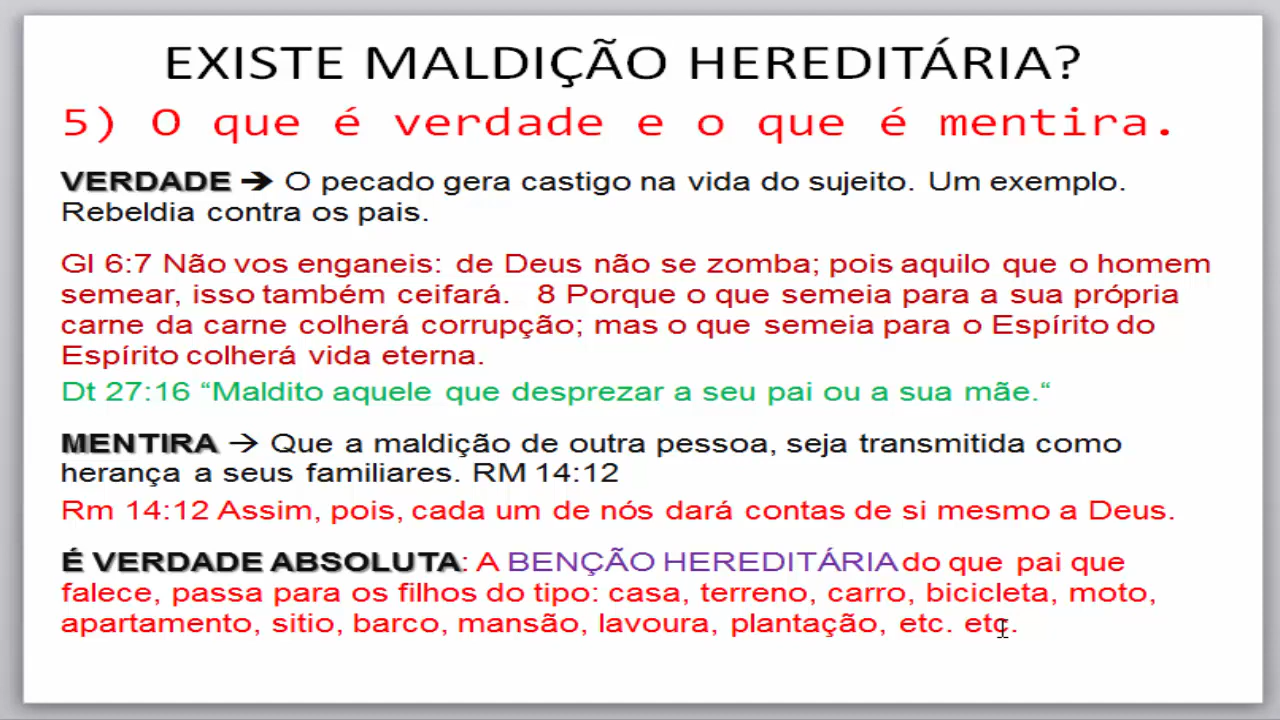 EXISTE MALDIÇÃO HEREDITÁRIA?
5) O que é verdade e o que é mentira.
VERDADE ➔ O pecado gera castigo na vida do sujeito. Um exemplo.
Rebeldia contra os pais.
Gl 6:7 Não vos enganeis: de Deus não se zomba; pois aquilo que o homem
semear, isso também ceifará. 8 Porque o que semeia para a sua própria
carne da carne colherá corrupção; mas o que semeia para o Espírito do
Espírito colherá vida eterna.
Dt 27:16 “Maldito aquele que desprezar a seu pai ou a sua mãe.“
MENTIRA → Que a maldição de outra pessoa, seja transmitida como
herança a seus familiares. RM 14:12
Rm 14:12 Assim, pois, cada um de nós dará contas de si mesmo a Deus.
É VERDADE ABSOLUTA: A BENÇÃO HEREDITÁRIA do que pai que
falece, passa para os filhos do tipo: casa, terreno, carro, bicicleta, moto,
apartamento, sitio, barco, mansão, lavoura, plantação, etc. etc.